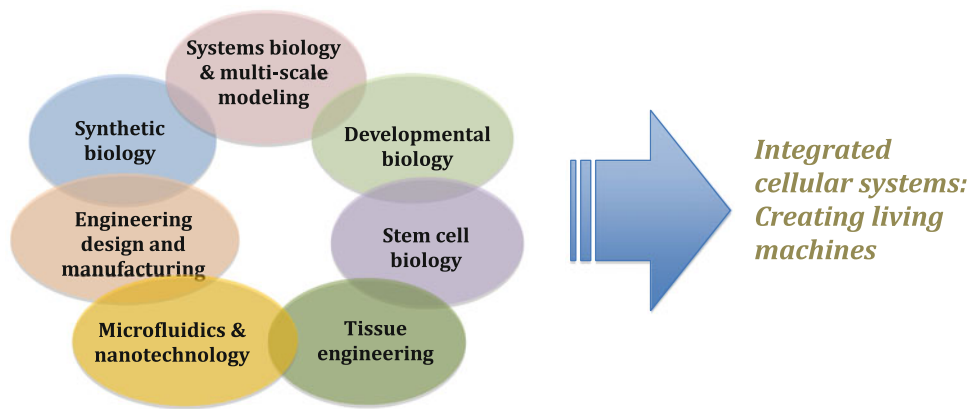 Systems biology
& multi-scale
modeling
Synthetic
biology
Developmental
biology
Engineering
design and
manufacturing
Stem cell
biology
Microfluidics &
nanotechnology
Tissue
engineering
Integrated
cellular systems:
Creating living
machines